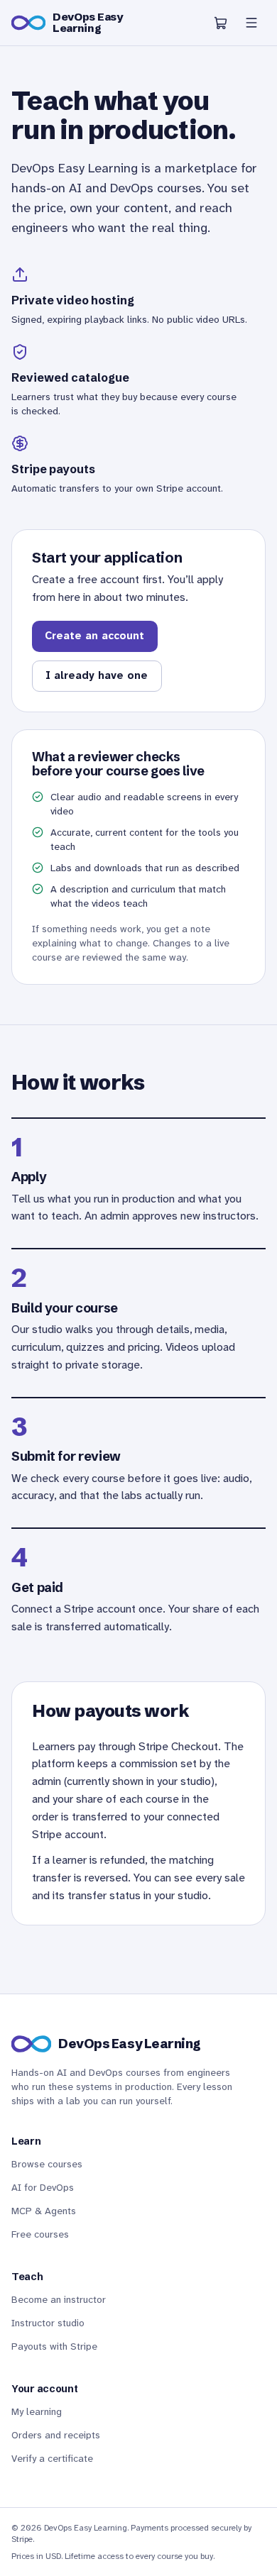 DevOps Easy
Learning
Teach what you
run in production.
DevOps Easy Learning is a marketplace for
hands-on AI and DevOps courses. You set
the price, own your content, and reach
engineers who want the real thing.
Private video hosting
Signed, expiring playback links. No public video URLs.
Reviewed catalogue
Learners trust what they buy because every course
is checked.
Stripe payouts
Automatic transfers to your own Stripe account.
Start your application
Create a free account first. You'll apply
from here in about two minutes.
Create an account
I already have one
What a reviewer checks
before your course goes live
Clear audio and readable screens in every
video
Accurate, current content for the tools you
teach
Labs and downloads that run as described
A description and curriculum that match
what the videos teach
If something needs work, you get a note
explaining what to change. Changes to a live
course are reviewed the same way.
How it works
1
Apply
Tell us what you run in production and what you
want to teach. An admin approves new instructors.
2
Build your course
Our studio walks you through details, media,
curriculum, quizzes and pricing. Videos upload
straight to private storage.
3
Submit for review
We check every course before it goes live: audio,
accuracy, and that the labs actually run.
4
Get paid
Connect a Stripe account once. Your share of each
sale is transferred automatically.
How payouts work
Learners pay through Stripe Checkout. The
platform keeps a commission set by the
admin (currently shown in your studio),
and your share of each course in the
order is transferred to your connected
Stripe account.
If a learner is refunded, the matching
transfer is reversed. You can see every sale
and its transfer status in your studio.
DevOps Easy Learning
Hands-on AI and DevOps courses from engineers
who run these systems in production. Every lesson
ships with a lab you can run yourself.
Learn
Browse courses
AI for DevOps
MCP & Agents
Free courses
Teach
Become an instructor
Instructor studio
Payouts with Stripe
Your account
My learning
Orders and receipts
Verify a certificate
© 2026 DevOps Easy Learning. Payments processed securely by
Stripe.
Prices in USD. Lifetime access to every course you buy.